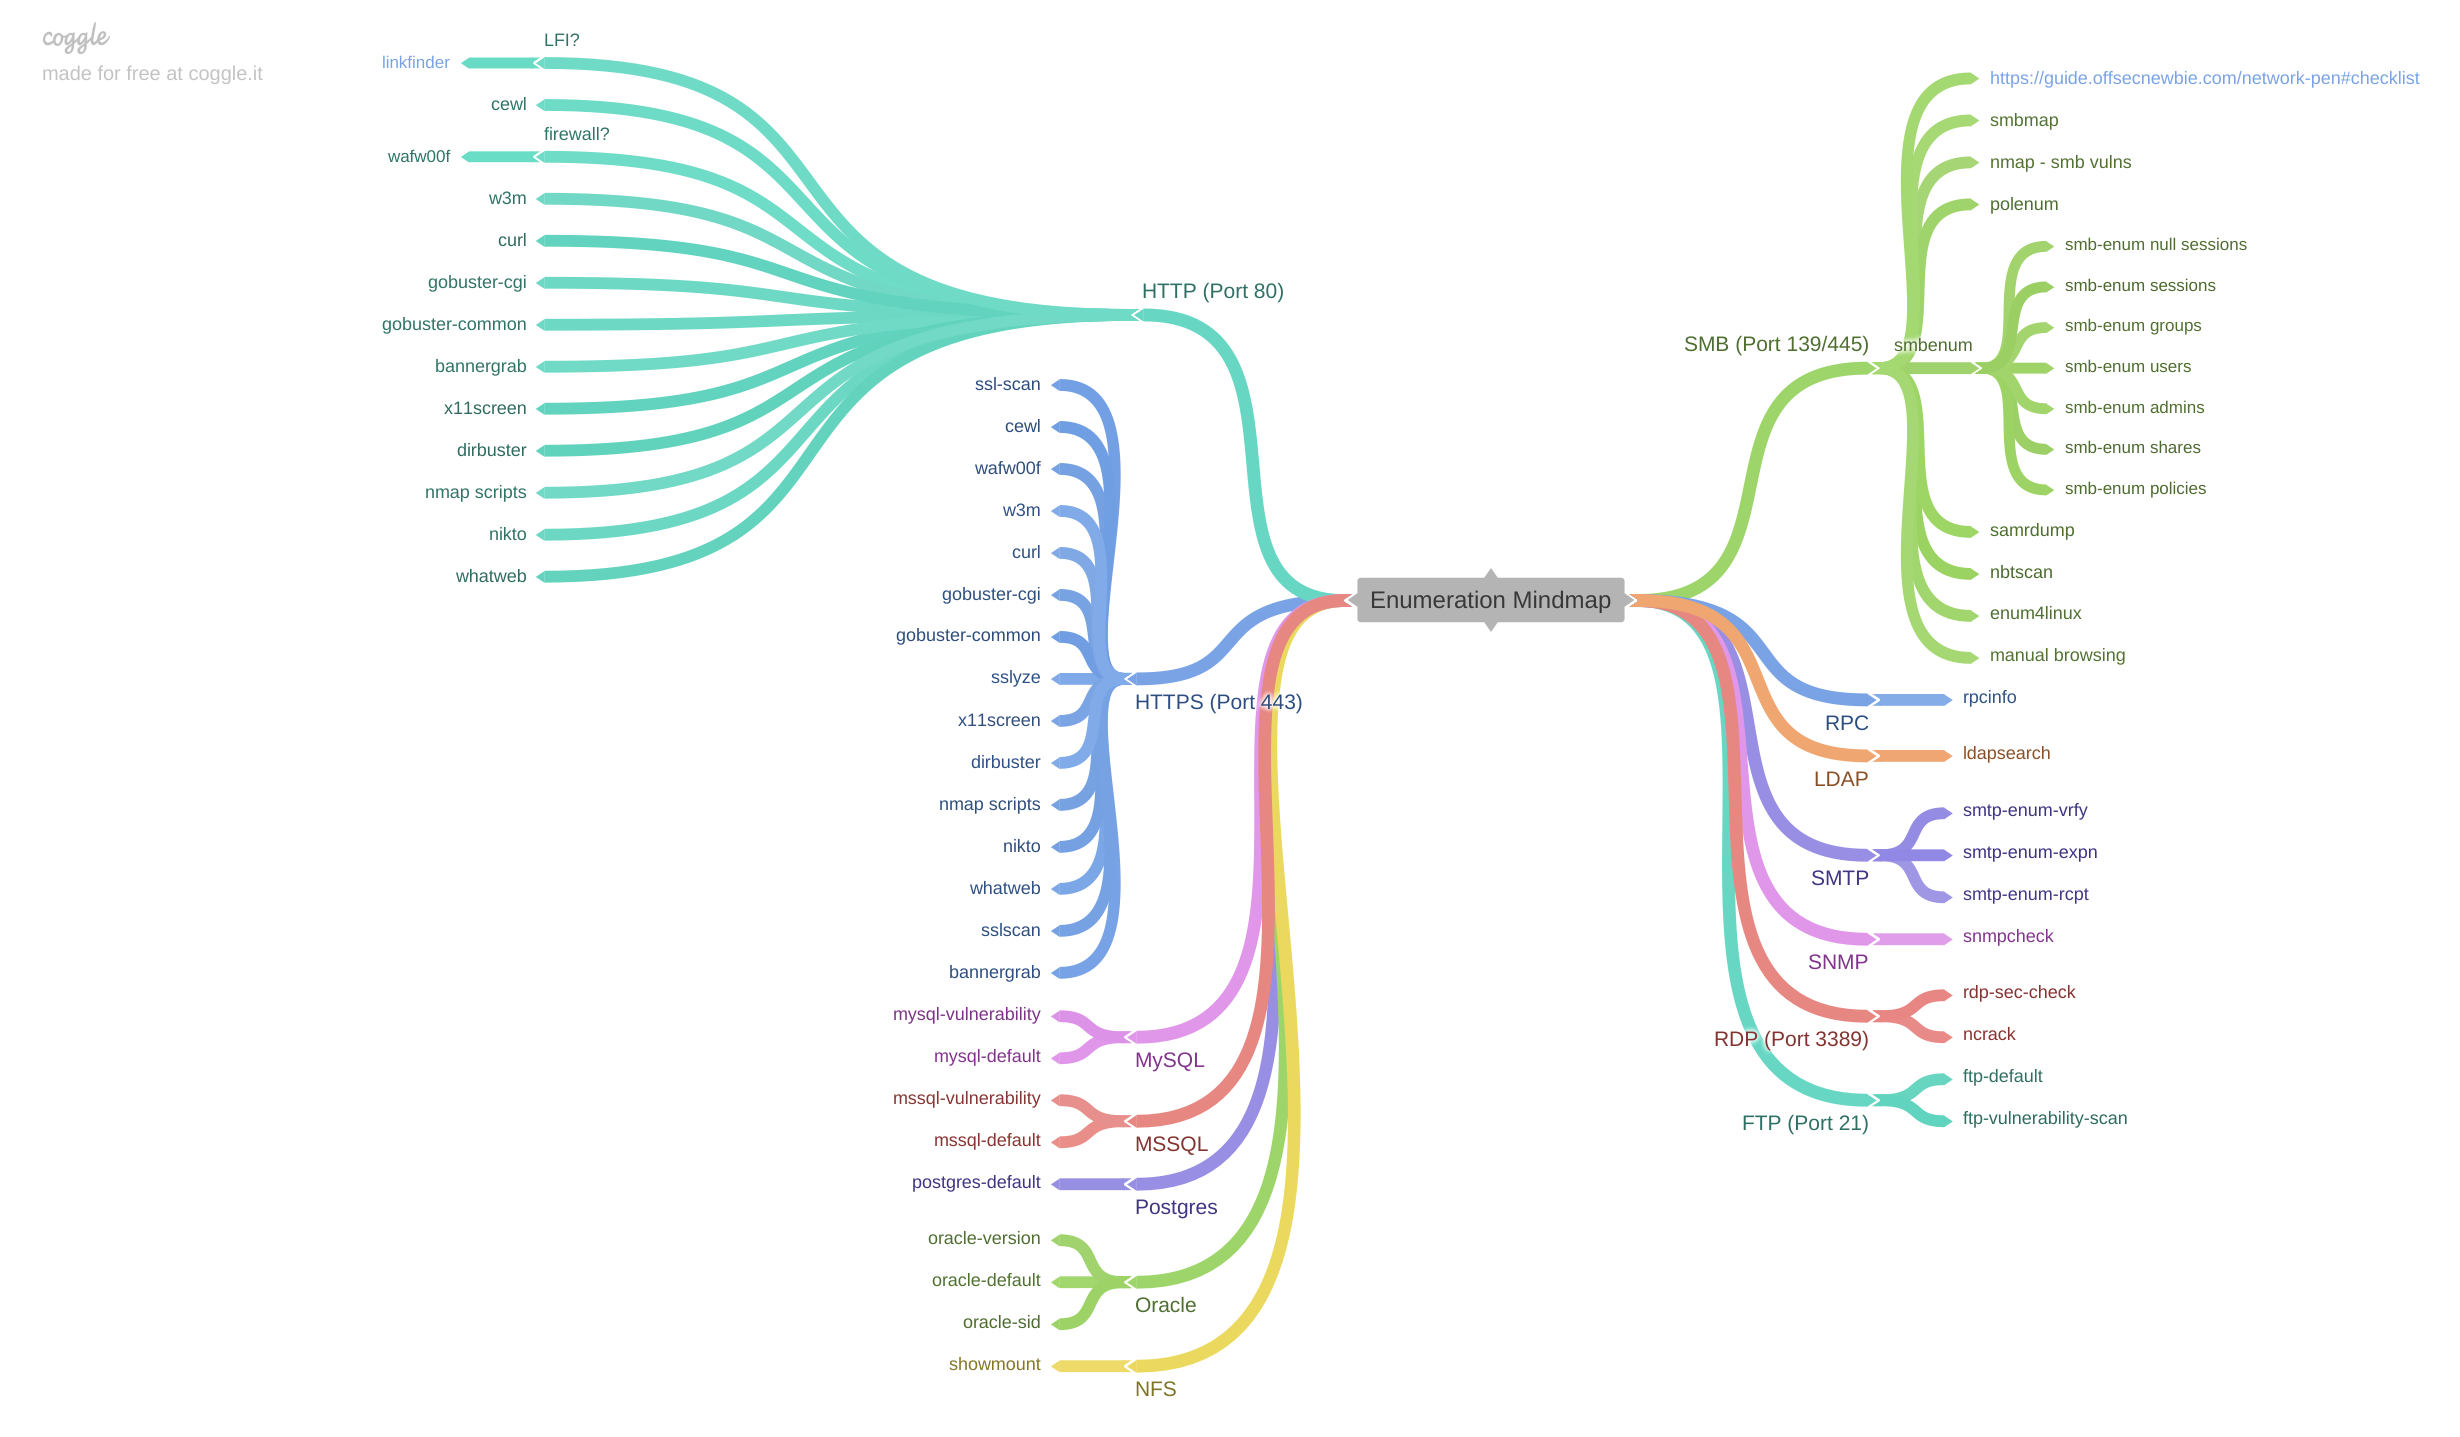 coggle
made for free at coggle.it
Enumeration Mindmap
HTTP (Port 80)
LFI?
linkfinder
cewl
firewall?
wafw00f
w3m
curl
gobuster-cgi
gobuster-common
bannergrab
x11screen
dirbuster
nmap scripts
nikto
whatweb
HTTPS (Port 443)
ssl-scan
cewl
wafw00f
w3m
curl
gobuster-cgi
gobuster-common
sslyze
x11screen
dirbuster
nmap scripts
nikto
whatweb
sslscan
bannergrab
MySQL
mysql-vulnerability
mysql-default
MSSQL
mssql-vulnerability
mssql-default
Postgres
postgres-default
Oracle
oracle-version
oracle-default
oracle-sid
NFS
showmount
SMB (Port 139/445)
https://guide.offsecnewbie.com/network-pen#checklist
smbmap
nmap - smb vulns
polenum
smbenum
smb-enum null sessions
smb-enum sessions
smb-enum groups
smb-enum users
smb-enum admins
smb-enum shares
smb-enum policies
samrdump
nbtscan
enum4linux
manual browsing
RPC
rpcinfo
LDAP
ldapsearch
SMTP
smtp-enum-vrfy
smtp-enum-expn
smtp-enum-rcpt
SNMP
snmpcheck
RDP (Port 3389)
rdp-sec-check
ncrack
FTP (Port 21)
ftp-default
ftp-vulnerability-scan